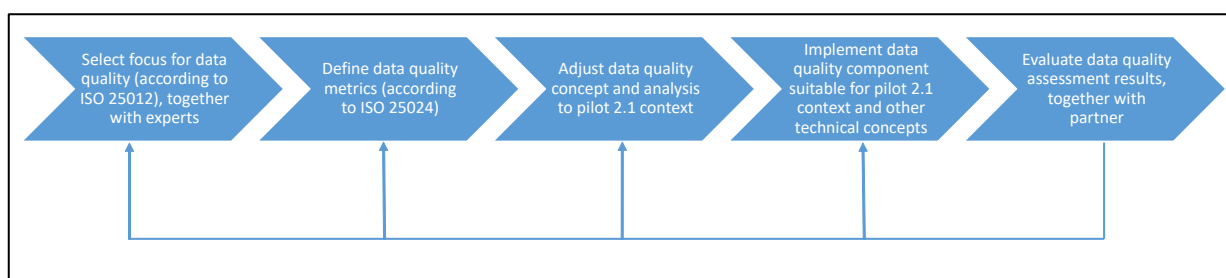 Select focus for data
quality (according to
ISO 25012), together
with experts
Define data quality
metrics (according
to ISO 25024)
Adjust data quality
concept and analysis
to pilot 2.1 context
Implement data
quality component
suitable for pilot 2.1
context and other
technical concepts
Evaluate data quality
assessment results,
together with
partner